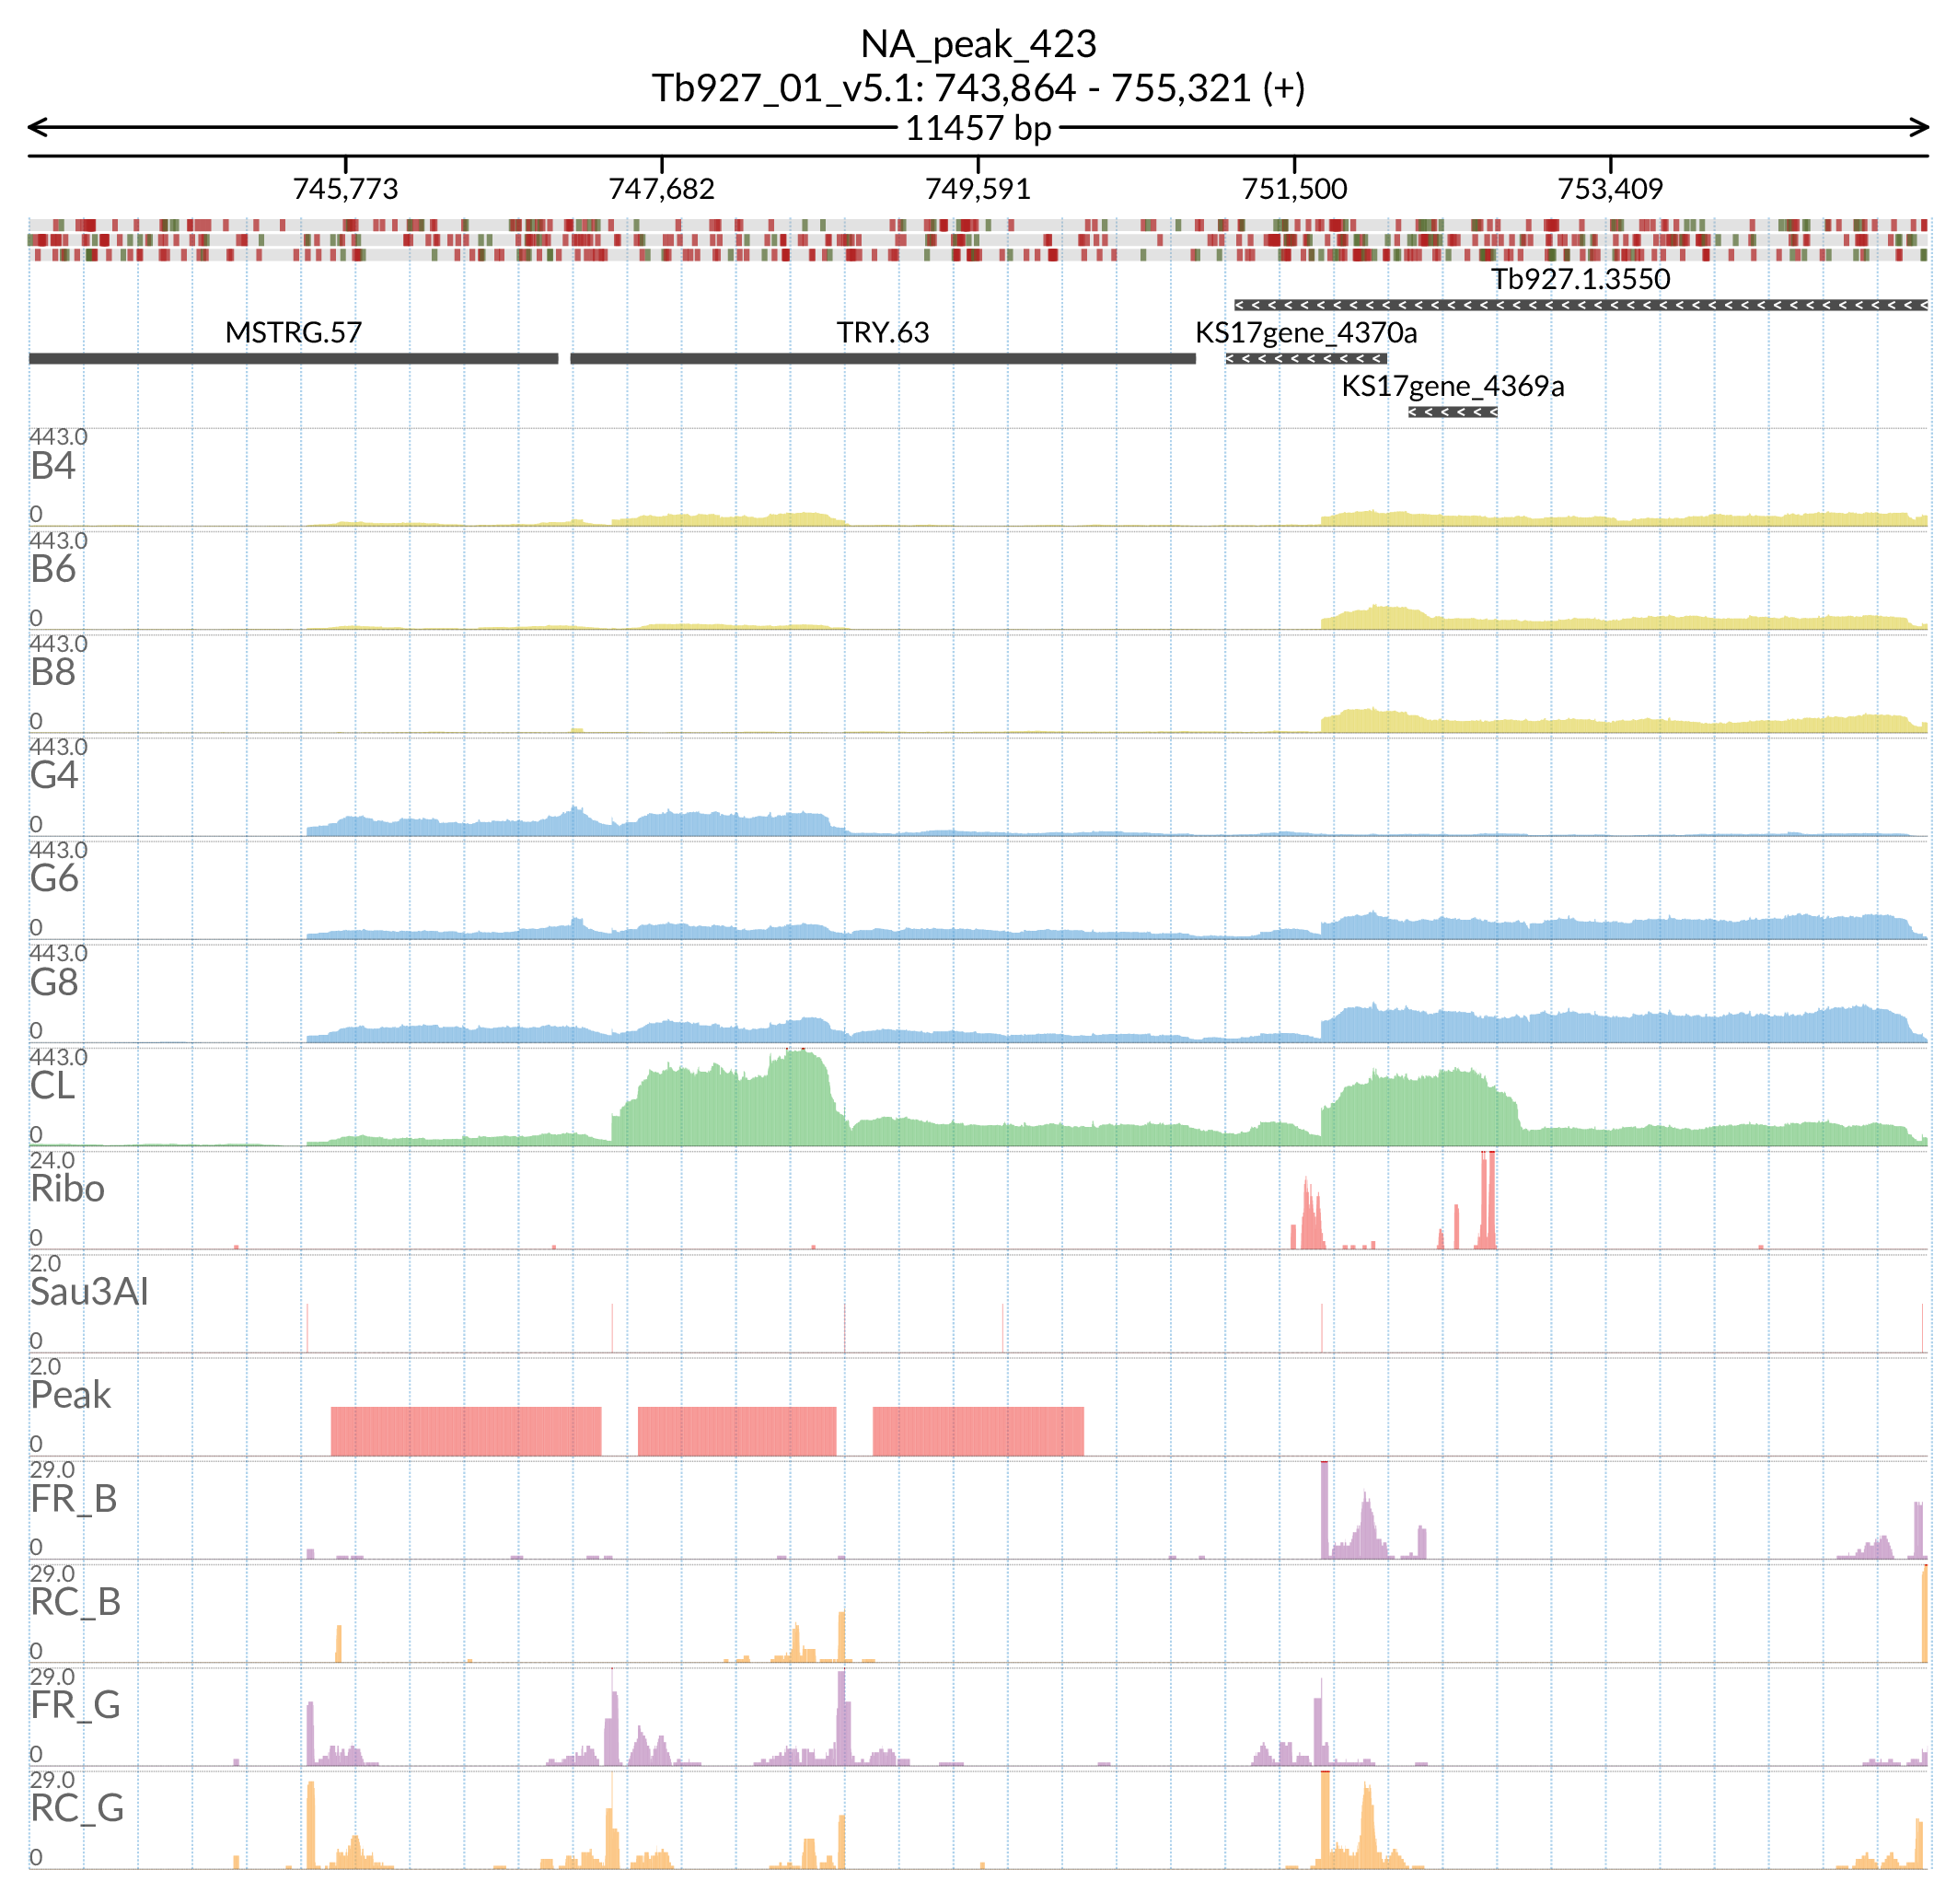 NA_peak_423
Tb927_01_v5.1: 743,864 - 755,321 (+)
11457 bp
745,773 747,682 749,591 751,500 753,409
Tb927.1.3550
MSTRG.57 TRY.63 KS17gene_4370a
KS17gene_4369a
443.0
B4
0
443.0
B6
0
443.0
B8
0
443.0
G4
0
443.0
G6
0
443.0
G8
0
443.0
CL
0
24.0
Ribo
0
2.0
Sau3AI
0
2.0
Peak
0
29.0
FR_B
0
29.0
RC_B
0
29.0
FR_G
0
29.0
RC_G
0